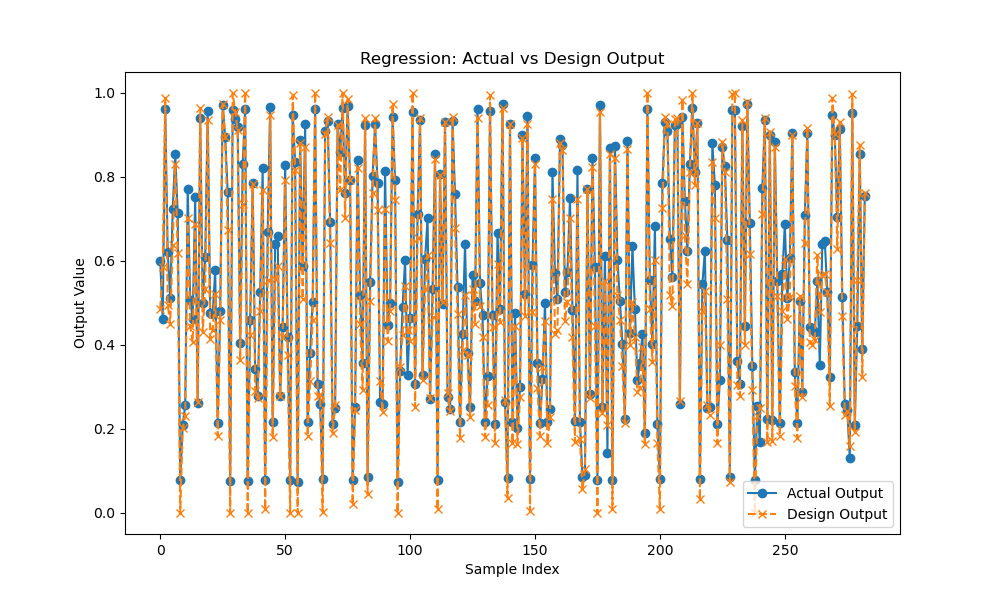 Regression: Actual vs Design Output
Output Value
1.0
0.8
0.6
0.4
0.2
0.0
0
50
100
150
200
250
Sample Index
Actual Output
Design Output